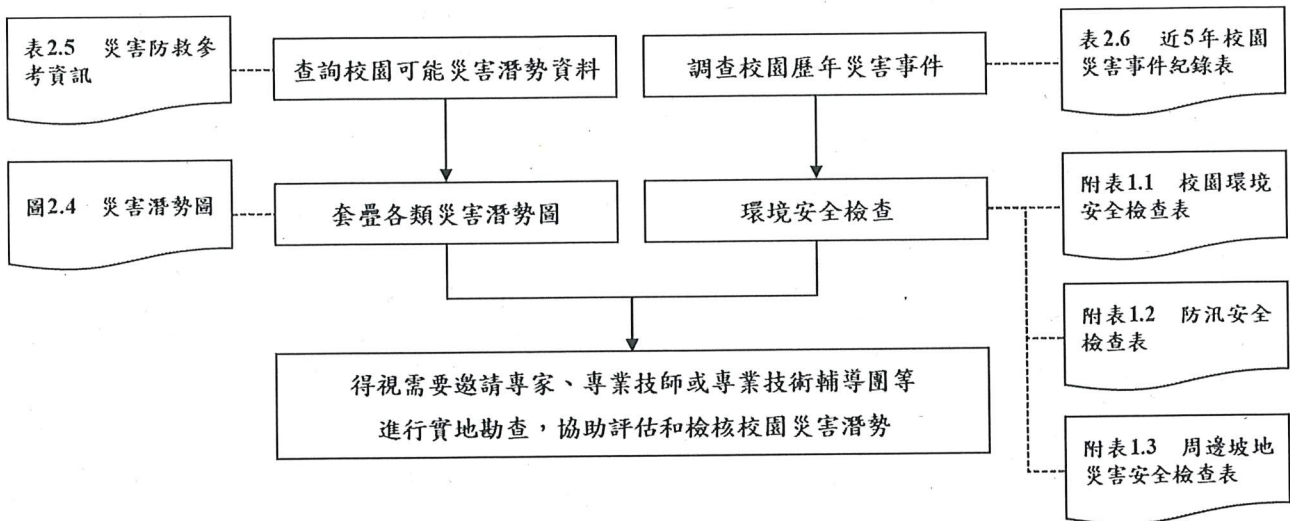 表2.5 災害防救參
考資訊
查詢校園可能災害潛勢資料
調查校園歷年災害事件
表2.6 近5年校園
災害事件紀錄表
圖2.4 災害潛勢圖
套疊各類災害潛勢圖
環境安全檢查
附表1.1 校園環境
安全檢查表
附表1.2 防汛安全
檢查表
得視需要邀請專家、專業技師或專業技術輔導團等
進行實地勘查，協助評估和檢核校園災害潛勢
附表1.3 周邊坡地
災害安全檢查表